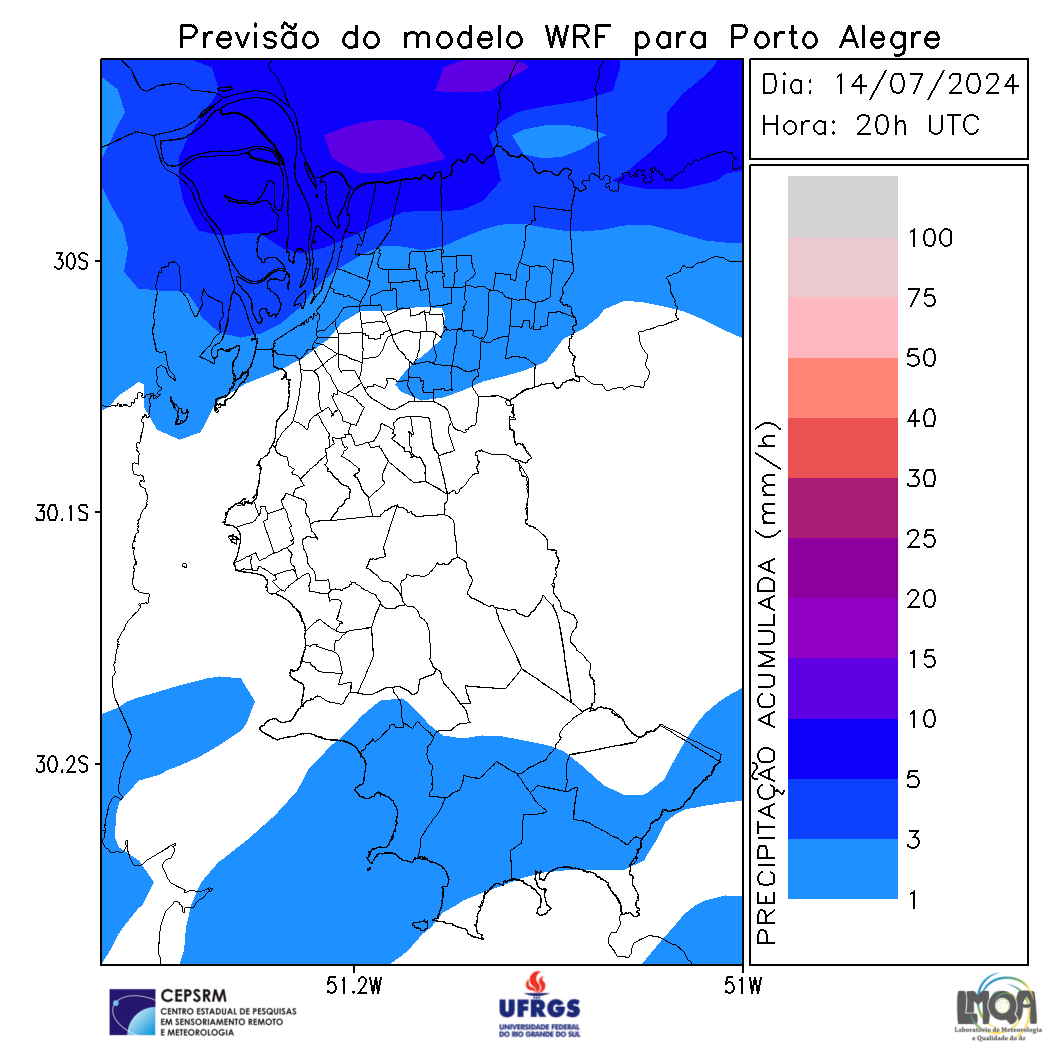 Previsão do modelo WRF para Porto Alegre
Dia: 14/07/2024
Hora: 20h UTC
30S
30.1S
30.2S
51.2W
51W
PRECIPITAÇÃO ACUMULADA (mm/h)
100
75
50
40
30
25
20
15
10
5
3
1
CEPSRM
CENTRO ESTADUAL DE PESQUISAS
EM SENSORIAMENTO REMOTO
E METEOROLOGIA
UFRGS
UNIVERSIDADE FEDERAL
DO RIO GRANDE DO SUL
LMQA
Laboratório de Meteorologia
e Qualidade do Ar